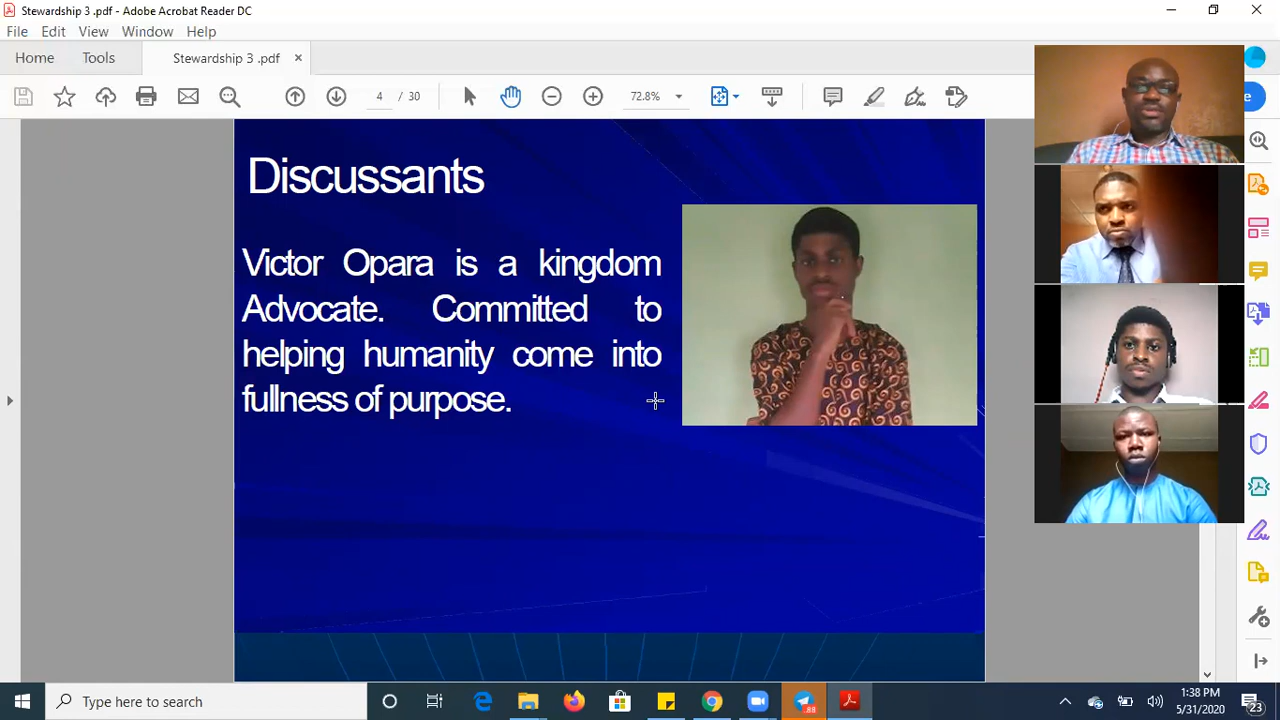 Stewardship 3 .pdf - Adobe Acrobat Reader DC
File Edit View Window Help
Home Tools Stewardship 3 .pdf
4 / 30 72.8%
Discussants
Victor Opara is a kingdom
Advocate. Committed to
helping humanity come into
fullness of purpose.
Type here to search
88
1:38 PM
5/31/2020
23